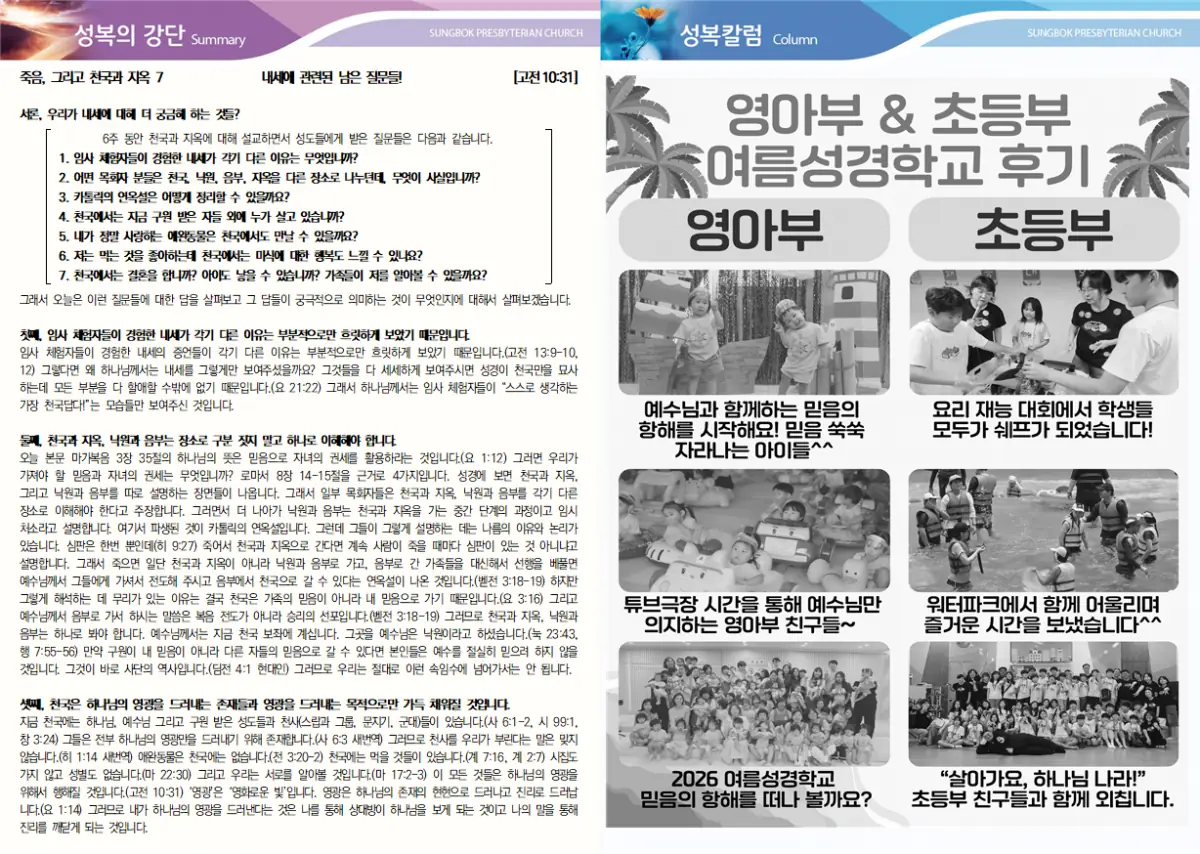 성복의 강단 Summary
SUNGBOK PRESBYTERIAN CHURCH
죽음, 그리고 천국과 지옥 7 내세에 관련된 남은 질문들! [고전 10:31]
서론, 우리가 내세에 대해 더 궁금해 하는 것들?
6주 동안 천국과 지옥에 대해 설교하면서 성도들에게 받은 질문들은 다음과 같습니다.
1. 임사 체험자들이 경험한 내세가 각기 다른 이유는 무엇입니까?
2. 어떤 목회자 분들은 천국, 낙원, 음부, 지옥을 다른 장소로 나누던데, 무엇이 사실입니까?
3. 카톨릭의 연옥설은 어떻게 정리할 수 있을까요?
4. 천국에서는 지금 구원 받은 자들 외에 누가 살고 있습니까?
5. 내가 정말 사랑하는 애완동물은 천국에서도 만날 수 있을까요?
6. 저는 먹는 것을 좋아하는데 천국에서는 미식에 대한 행복도 느낄 수 있나요?
7. 천국에서는 결혼을 합니까? 아이도 낳을 수 있습니까? 가족들이 저를 알아볼 수 있을까요?
그래서 오늘은 이런 질문들에 대한 답을 살펴보고 그 답들이 궁극적으로 의미하는 것이 무엇인지에 대해서 살펴보겠습니다.
첫째, 임사 체험자들이 경험한 내세가 각기 다른 이유는 부분적으로만 흐릿하게 보았기 때문입니다.
임사 체험자들이 경험한 내세의 증언들이 각기 다른 이유는 부분적으로만 흐릿하게 보았기 때문입니다.(고전 13:9-10,
12) 그렇다면 왜 하나님께서는 내세를 그렇게만 보여주셨을까요? 그것들을 다 세세하게 보여주시면 성경이 천국만을 묘사
하는데 모든 부분을 다 할애할 수밖에 없기 때문입니다.(요 21:22) 그래서 하나님께서는 임사 체험자들이 “스스로 생각하는
가장 천국답다!”는 모습들만 보여주신 것입니다.
둘째, 천국과 지옥, 낙원과 음부는 장소로 구분 짓지 말고 하나로 이해해야 합니다.
오늘 본문 마가복음 3장 35절의 하나님의 뜻은 믿음으로 자녀의 권세를 활용하라는 것입니다.(요 1:12) 그러면 우리가
가져야 할 믿음과 자녀의 권세는 무엇입니까? 로마서 8장 14-15절을 근거로 4가지입니다. 성경에 보면 천국과 지옥,
그리고 낙원과 음부를 따로 설명하는 장면들이 나옵니다. 그래서 일부 목회자들은 천국과 지옥, 낙원과 음부를 각기 다른
장소로 이해해야 한다고 주장합니다. 그러면서 더 나아가 낙원과 음부는 천국과 지옥을 가는 중간 단계의 과정이고 임시
처소라고 설명합니다. 여기서 파생된 것이 카톨릭의 연옥설입니다. 그런데 그들이 그렇게 설명하는 데는 나름의 이유와 논리가
있습니다. 심판은 한번 뿐인데(히 9:27) 죽어서 천국과 지옥으로 간다면 계속 사람이 죽을 때마다 심판이 있는 것 아니냐고
설명합니다. 그래서 죽으면 일단 천국과 지옥이 아니라 낙원과 음부로 가고, 음부로 간 가족들을 대신해서 선행을 베풀면
예수님께서 그들에게 가셔서 전도해 주시고 음부에서 천국으로 갈 수 있다는 연옥설이 나온 것입니다.(벧전 3:18-19) 하지만
그렇게 해석하는 데 무리가 있는 이유는 결국 천국은 가족의 믿음이 아니라 내 믿음으로 가기 때문입니다.(요 3:16) 그리고
예수님께서 음부로 가서 하시는 말씀은 복음 전도가 아니라 승리의 선포입니다.(벧전 3:18-19) 그러므로 천국과 지옥, 낙원과
음부는 하나로 봐야 합니다. 예수님께서는 지금 천국 보좌에 계십니다. 그곳을 예수님은 낙원이라고 하셨습니다.(눅 23:43,
행 7:55-56) 만약 구원이 내 믿음이 아니라 다른 자들의 믿음으로 갈 수 있다면 본인들은 예수를 절실히 믿으려 하지 않을
것입니다. 그것이 바로 사단의 역사입니다.(딤전 4:1 현대인) 그러므로 우리는 절대로 이런 속임수에 넘어가서는 안 됩니다.
셋째, 천국은 하나님의 영광을 드러내는 존재들과 영광을 드러내는 목적으로만 가득 채워질 것입니다.
지금 천국에는 하나님, 예수님 그리고 구원 받은 성도들과 천사(스랍과 그룹, 문지기, 군대)들이 있습니다.(사 6:1-2, 시 99:1,
창 3:24) 그들은 전부 하나님의 영광만을 드러내기 위해 존재합니다.(사 6:3 새번역) 그러므로 천사를 우리가 부린다는 말은 맞지
않습니다.(히 1:14 새번역) 애완동물은 천국에는 없습니다.(전 3:20-2) 천국에는 먹을 것들이 있습니다.(계 7:16, 계 2:7) 시집도
가지 않고 성별도 없습니다.(마 22:30) 그리고 우리는 서로를 알아볼 것입니다.(마 17:2-3) 이 모든 것들은 하나님의 영광을
위해서 행해질 것입니다.(고전 10:31) ‘영광’은 ‘영화로운 빛’입니다. 영광은 하나님의 존재의 현현으로 드러나고 진리로 드러납
니다.(요 1:14) 그러므로 내가 하나님의 영광을 드러낸다는 것은 나를 통해 상대방이 하나님을 보게 되는 것이고 나의 말을 통해
진리를 깨닫게 되는 것입니다.
성복칼럼 Column
SUNGBOK PRESBYTERIAN CHURCH
영아부 & 초등부
여름성경학교 후기
영아부
예수님과 함께하는 믿음의
항해를 시작해요! 믿음 쑥쑥
자라나는 아이들^^
튜브극장 시간을 통해 예수님만
의지하는 영아부 친구들~
2026 여름성경학교
믿음의 항해를 떠나 볼까요?
초등부
요리 재능 대회에서 학생들
모두가 쉐프가 되었습니다!
워터파크에서 함께 어울리며
즐거운 시간을 보냈습니다^^
“살아가요, 하나님 나라!”
초등부 친구들과 함께 외칩니다.